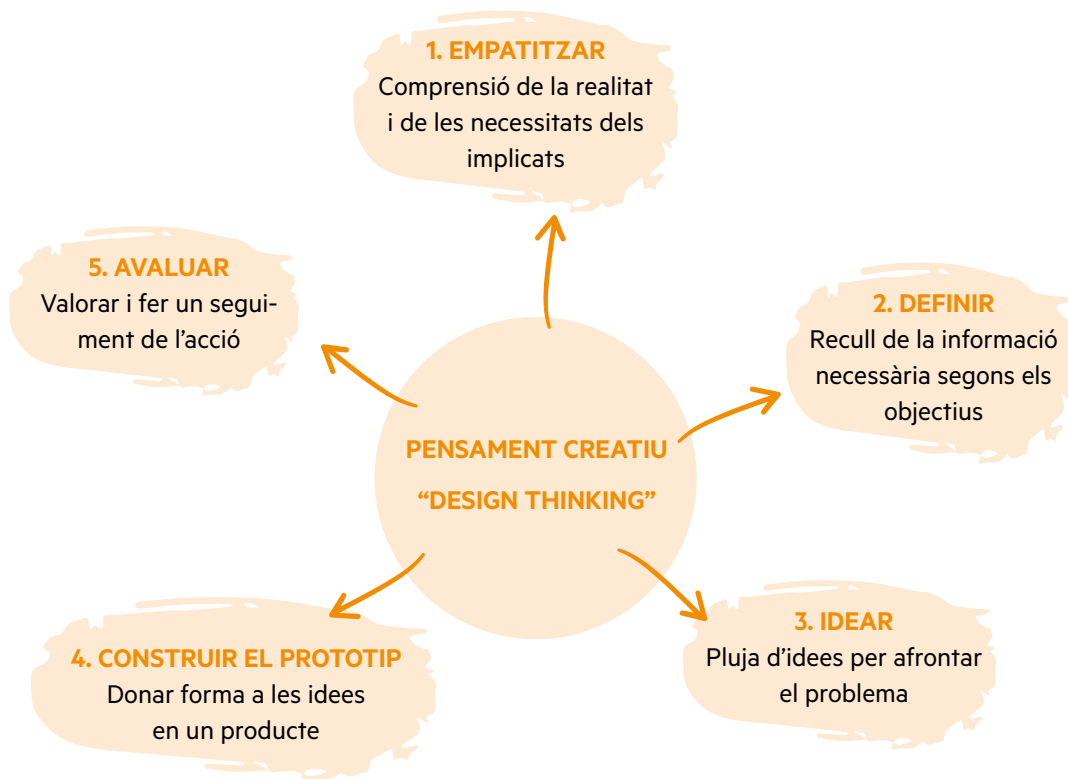 1. EMPATITZAR
Comprensió de la realitat
i de les necessitats dels
implicats
5. AVALUAR
Valorar i fer un segui-
ment de l’acció
2. DEFINIR
Recull de la informació
necessària segons els
objectius
PENSAMENT CREATIU
“DESIGN THINKING”
4. CONSTRUIR EL PROTOTIP
Donar forma a les idees
en un producte
3. IDEAR
Pluja d’idees per afrontar
el problema